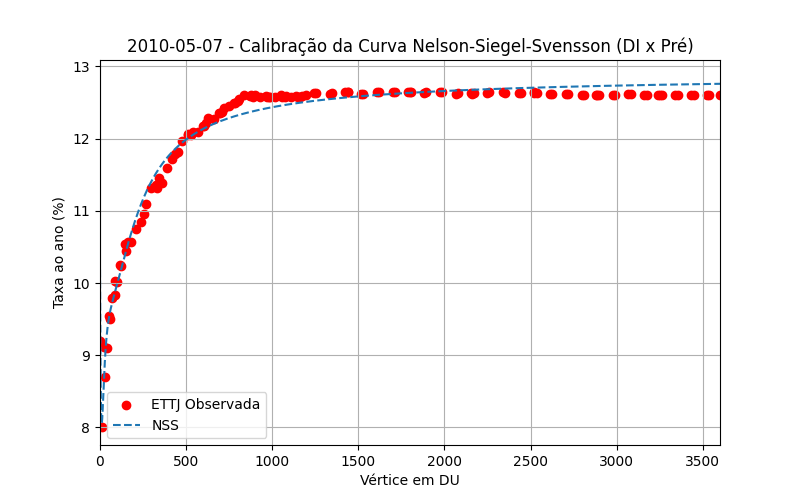 2010-05-07 - Calibração da Curva Nelson-Siegel-Svensson (DI x Pré)
13
12
11
10
9
8
Taxa ao ano (%)
ETTJ Observada
NSS
0 500 1000 1500 2000 2500 3000 3500
Vértice em DU